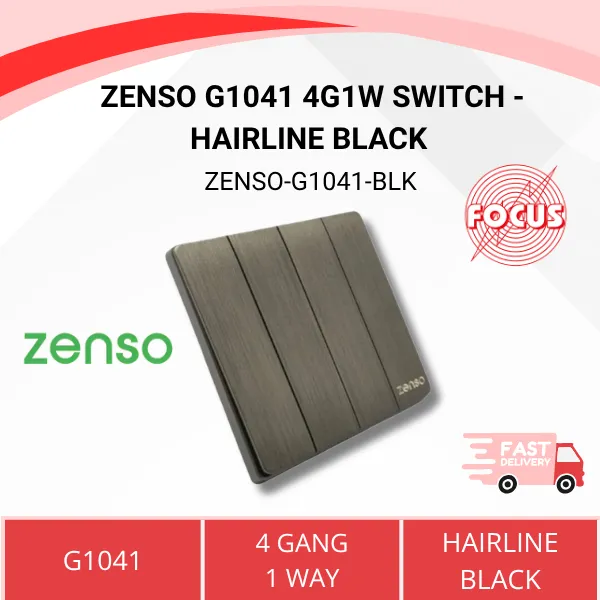 ZENSO G1041 4G1W SWITCH -
HAIRLINE BLACK
ZENSO-G1041-BLK
FOCUS
zenso
zenso
FAST
DELIVERY
G1041
4 GANG
1 WAY
HAIRLINE
BLACK